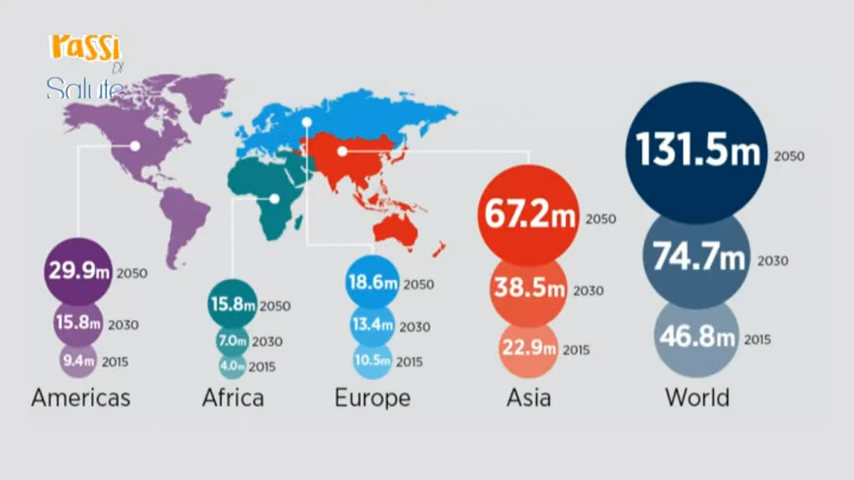 rassi
DI
Salute
131.5m 2050
67.2m 2050
74.7m 2030
29.9m 2050
18.6m 2050
38.5m 2030
15.8m 2050
15.8m 2030
13.4m 2030
46.8m 2015
7.0m 2030
22.9m 2015
9.4m 2015
10.5m 2015
4.0m 2015
Americas
Africa
Europe
Asia
World